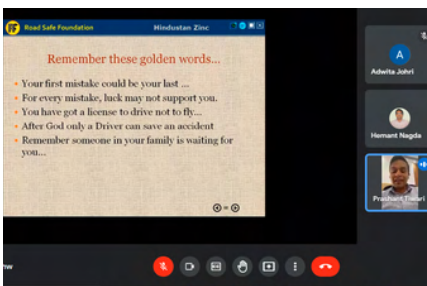 Road Safe Foundation
Hindustan Zinc
Remember these golden words...
• Your first mistake could be your last ...
• For every mistake, luck may not support you.
• You have got a license to drive not to fly...
• After God only a Driver can save an accident
• Remember someone in your family is waiting for
you...
A
Adwita Johri
Hemant Nagda
Prashant Tiwari